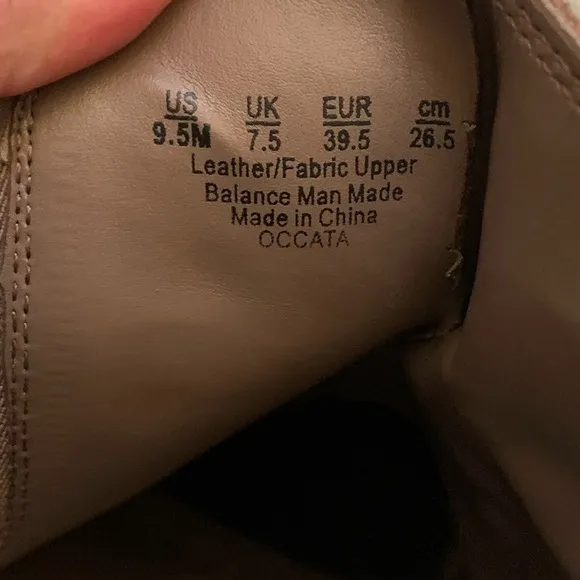 US UK EUR cm
9.5M 7.5 39.5 26.5
Leather/Fabric Upper
Balance Man Made
Made in China
OCCATA